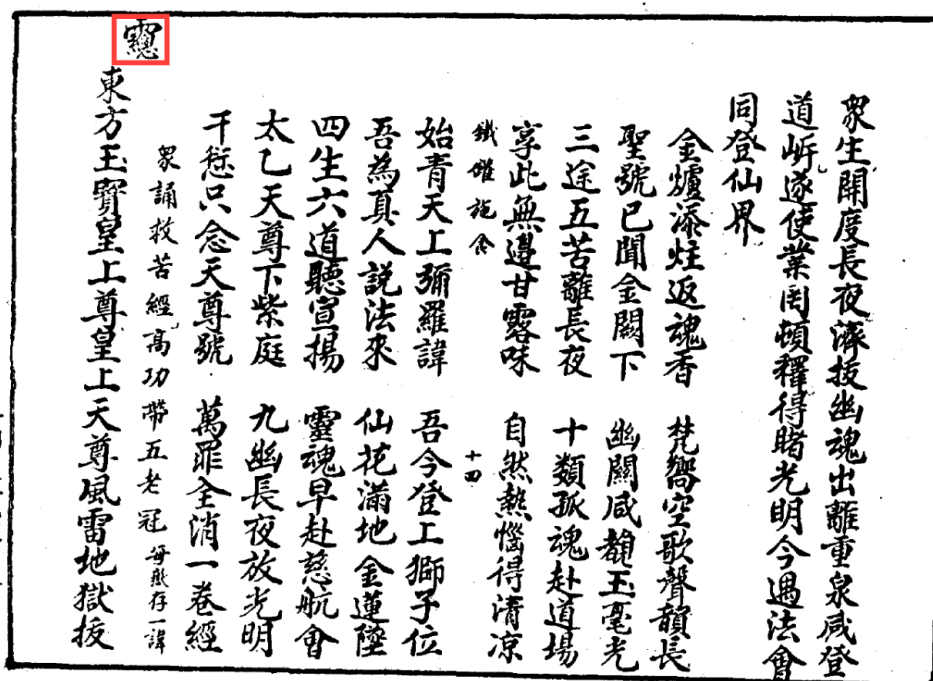 眾生開度長夜濟拔幽魂出離重泉咸登
道岍遂使業罔頓釋得睹光明今遇法會
同登仙界
金爐添炷返魂香 梵嚮空歌聲韻長
聖號已聞金闕下 幽關咸覩玉毫光
三途五苦離長夜 十類孤魂赴道場
享此無邊甘露味 自然熱惱得清凉
鐵礶施食 十四
始青天上彌羅諱 吾今登上獅子位
吾為真人說法來 仙花滿地金蓮墜
四生六道聽宣揚 靈魂早赴慈航會
太乙天尊下紫庭 九幽長夜放光明
千愆只念天尊號 萬罪全消一卷經
眾誦救苦經高功帶五老冠每獄存一諱
東方玉寶皇上尊皇上天尊風雷地獄拔